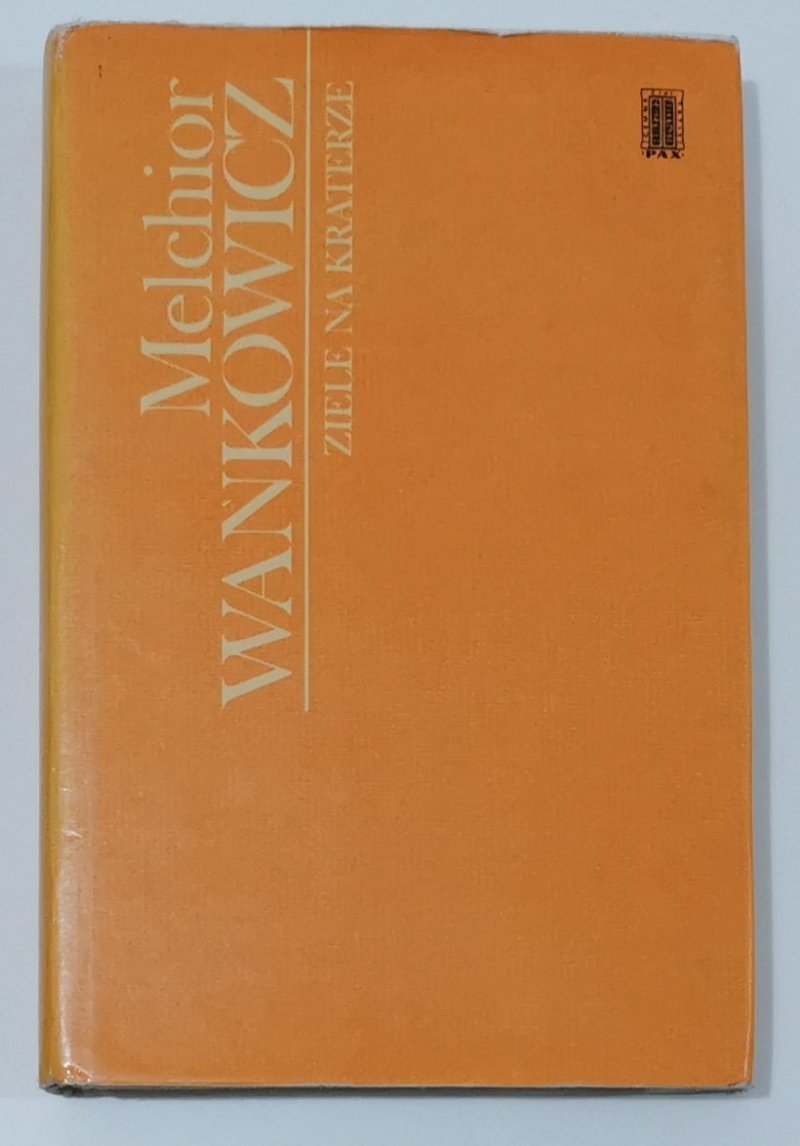 Melchior
WAŃKOWICZ
ZIELE NA KRATERZE
PAX